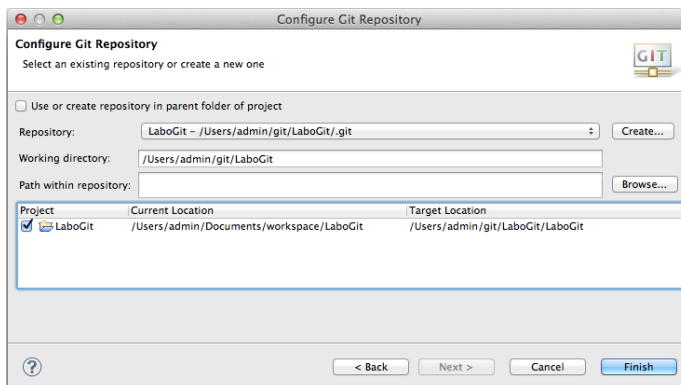 Configure Git Repository
Configure Git Repository
Select an existing repository or create a new one
GIT
Use or create repository in parent folder of project
Repository: LaboGit - /Users/admin/git/LaboGit/.git Create...
Working directory: /Users/admin/git/LaboGit
Path within repository: Browse...
Project Current Location Target Location
LaboGit /Users/admin/Documents/workspace/LaboGit /Users/admin/git/LaboGit/LaboGit
? < Back Next > Cancel Finish